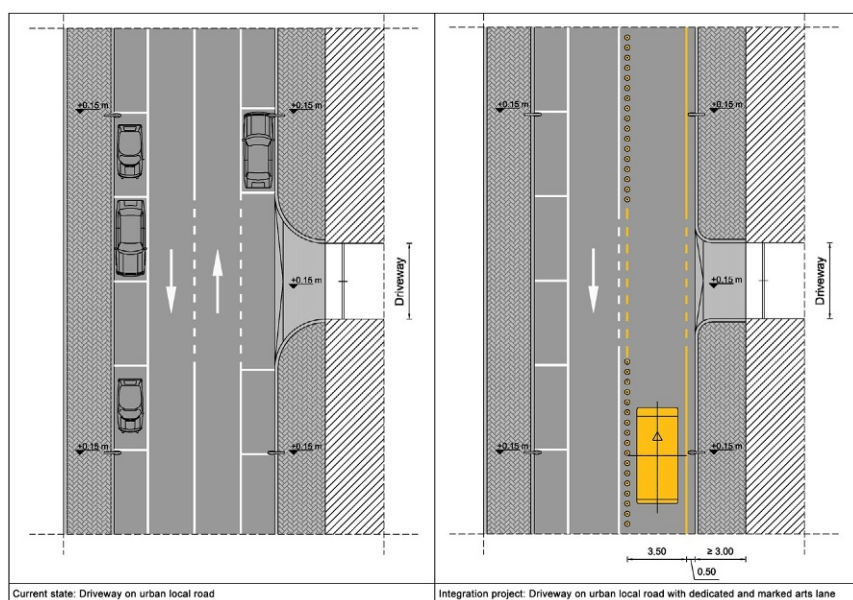 +0.15 m
+0.15 m
+0.15 m
Driveway
+0.15 m
+0.15 m
Current state: Driveway on urban local road
+0.15 m
+0.15 m
+0.15 m
Driveway
+0.15 m
+0.15 m
3.50
≥ 3.00
0.50
Integration project: Driveway on urban local road with dedicated and marked arts lane